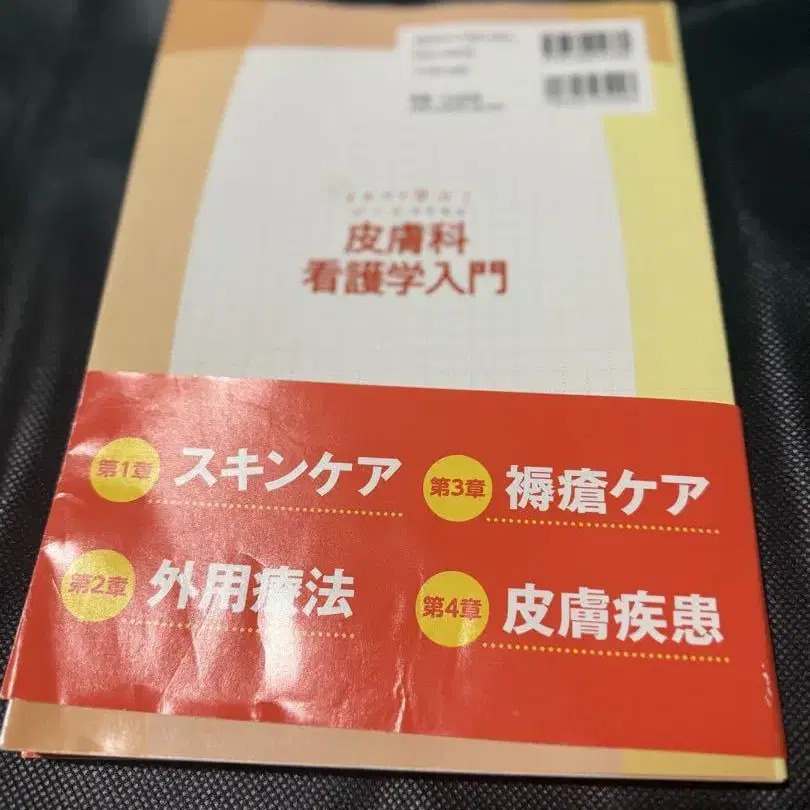 皮膚科
看護学入門
第1章 スキンケア
第2章 外用療法
第3章 褥瘡ケア
第4章 皮膚疾患